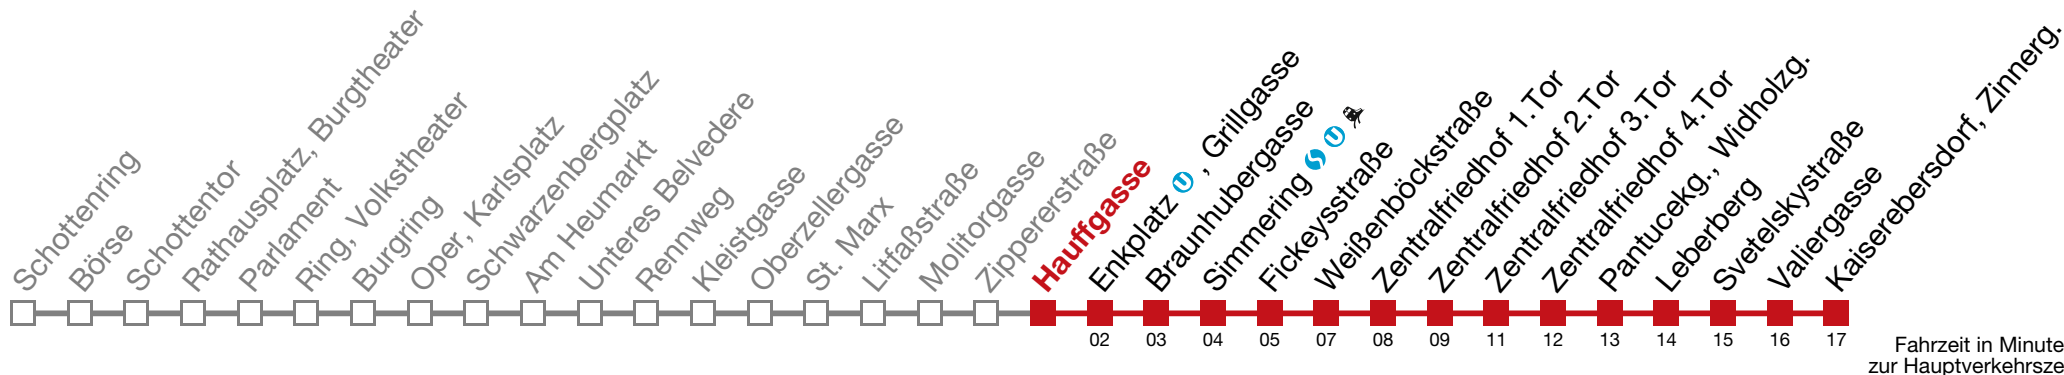 Schottenring
Börse
Schottentor
Rathausplatz, Burgtheater
Parlament
Ring, Volkstheater
Burgring
Oper, Karlsplatz
Schwarzenbergplatz
Am Heumarkt
Unteres Belvedere
Rennweg
Kleistgasse
Oberzellergasse
St. Marx
Litfaßstraße
Molitorgasse
Zippererstraße
Hauffgasse
Enkplatz U, Grillgasse
Braunhubergasse
Simmering S U
Fickeysstraße
Weißenböckstraße
Zentralfriedhof 1.Tor
Zentralfriedhof 2.Tor
Zentralfriedhof 3.Tor
Zentralfriedhof 4.Tor
Pantucekg., Widholzg.
Leberberg
Svetelskystraße
Valiergasse
Kaiserebersdorf, Zinnerg.
02 03 04 05 07 08 09 11 12 13 14 15 16 17
Fahrzeit in Minute
zur Hauptverkehrsze